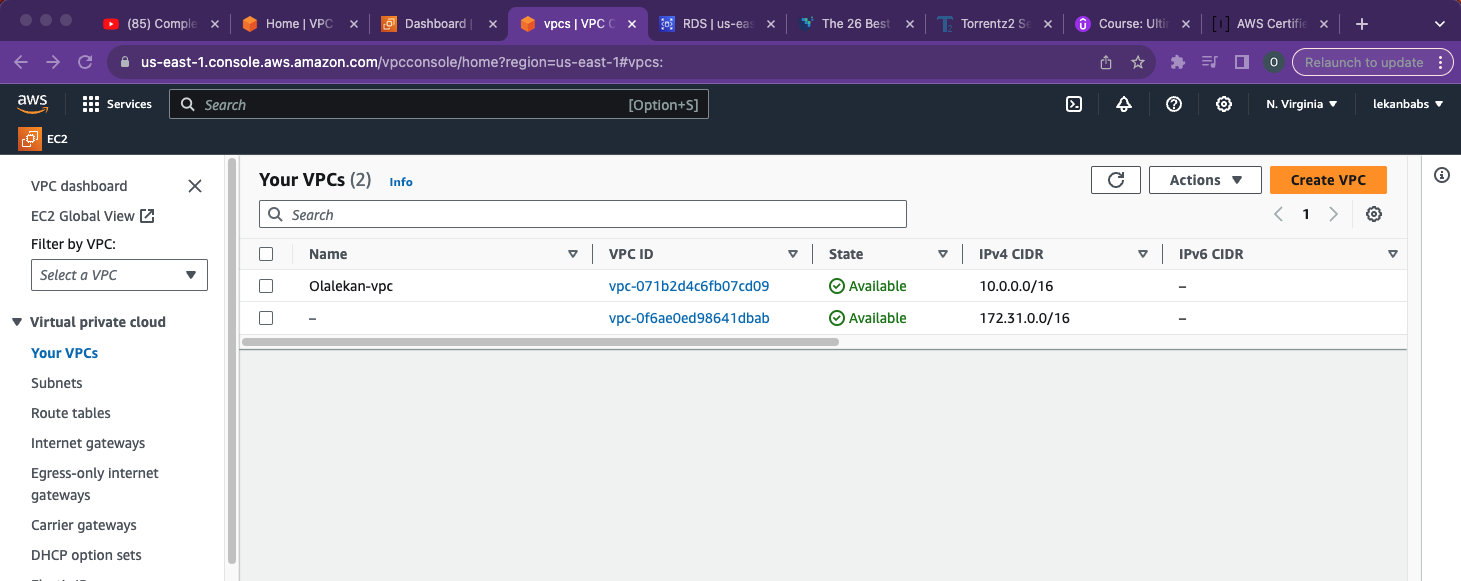 (85) Comple
Home | VPC
Dashboard |
vpcs | VPC C
RDS | us-eas
The 26 Best
Torrentz2 Se
Course: Ulti
AWS Certifie
us-east-1.console.aws.amazon.com/vpcconsole/home?region=us-east-1#vpcs:
O
Relaunch to update
aws
Services
Search
[Option+S]
N. Virginia
lekanbabs
EC2
VPC dashboard
EC2 Global View
Filter by VPC:
Select a VPC
Virtual private cloud
Your VPCs
Subnets
Route tables
Internet gateways
Egress-only internet
gateways
Carrier gateways
DHCP option sets
Your VPCs (2) Info
Actions
Create VPC
Search
1
Name VPC ID State IPv4 CIDR IPv6 CIDR
Olalekan-vpc vpc-071b2d4c6fb07cd09 Available 10.0.0.0/16 –
– vpc-0f6ae0ed98641dbab Available 172.31.0.0/16 –